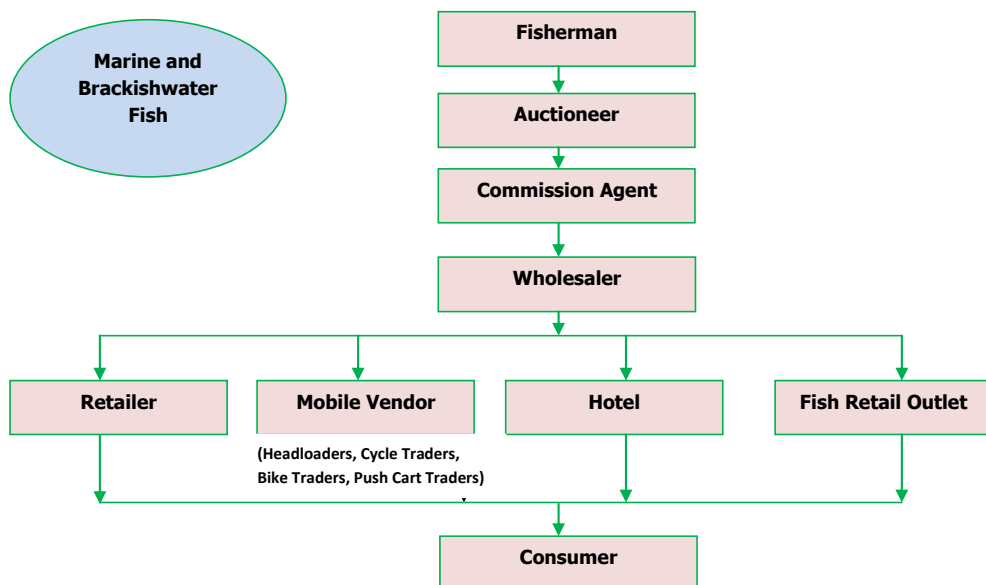 Marine and
Brackishwater
Fish
Fisherman
Auctioneer
Commission Agent
Wholesaler
Retailer
Mobile Vendor
Hotel
Fish Retail Outlet
(Headloaders, Cycle Traders,
Bike Traders, Push Cart Traders)
Consumer